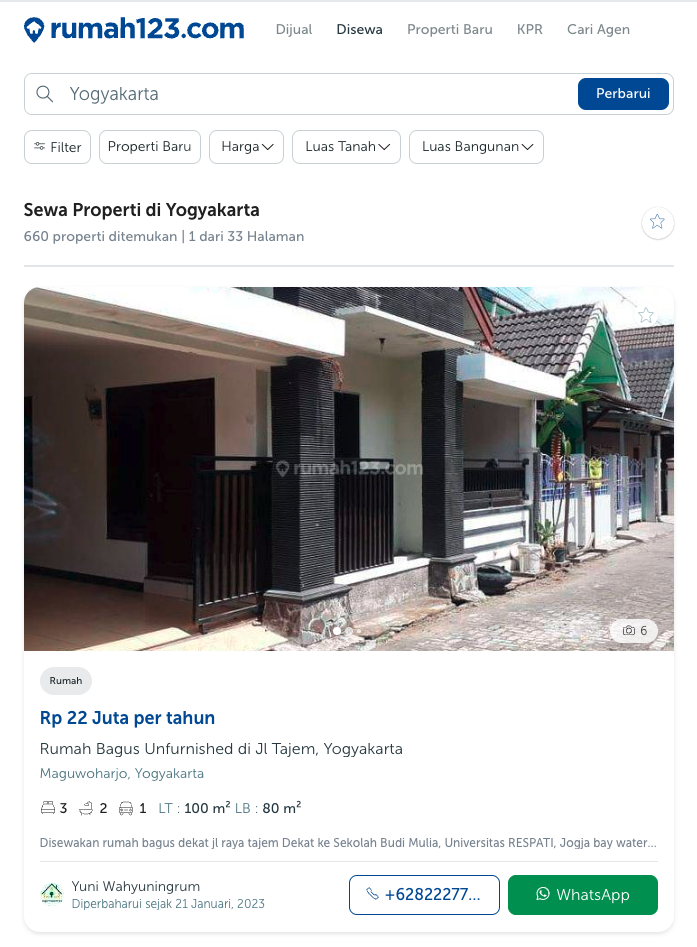 rumah123.com Dijual Disewa Properti Baru KPR Cari Agen
Yogyakarta Perbarui
Filter Properti Baru Harga Luas Tanah Luas Bangunan
Sewa Properti di Yogyakarta
660 properti ditemukan | 1 dari 33 Halaman
rumah123.com
6
Rumah
Rp 22 Juta per tahun
Rumah Bagus Unfurnished di Jl Tajem, Yogyakarta
Maguwoharjo, Yogyakarta
3 2 1 LT : 100 m² LB : 80 m²
Disewakan rumah bagus dekat jl raya tajem Dekat ke Sekolah Budi Mulia, Universitas RESPATI, Jogja bay water...
Yuni Wahyuningrum
Diperbaharui sejak 21 Januari, 2023
+62822277... WhatsApp